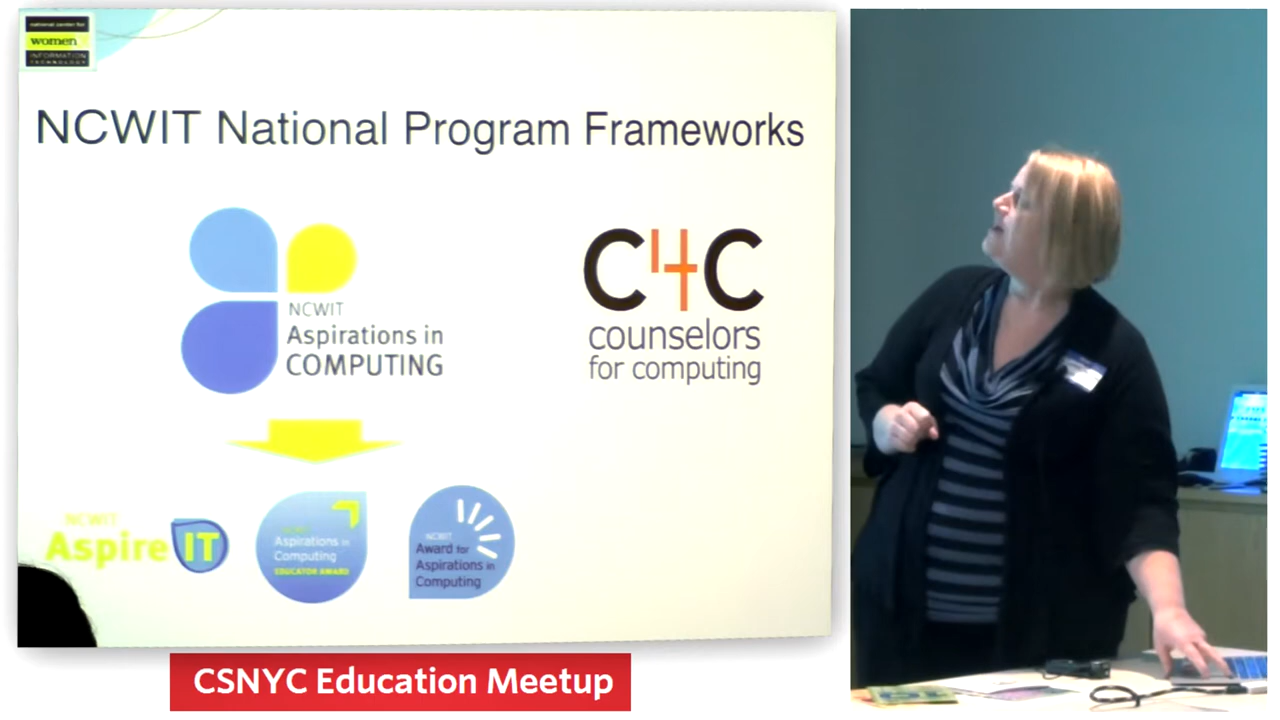 national center for
women
INFORMATION
TECHNOLOGY
NCWIT National Program Frameworks
NCWIT
Aspirations in
COMPUTING
C4C
counselors
for computing
NCWIT
AspireIT
NCWIT
Aspirations in
Computing
EDUCATOR AWARD
NCWIT
Award for
Aspirations in
Computing
CSNYC Education Meetup